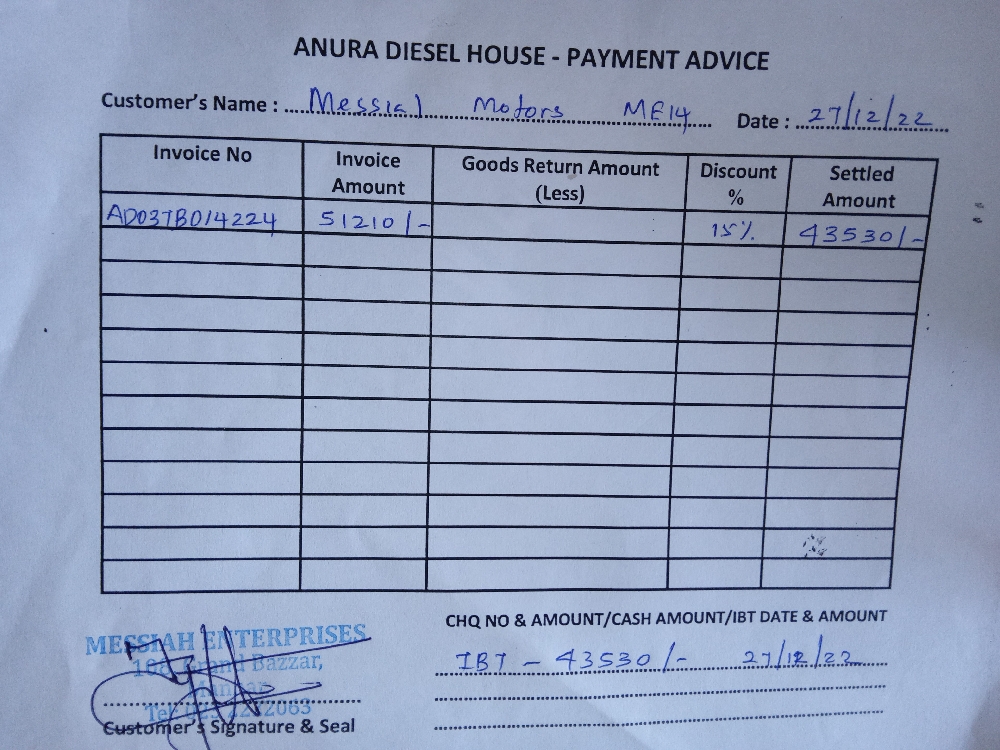 ANURA DIESEL HOUSE - PAYMENT ADVICE
Customer's Name : Messial Motors ME14 Date : 27/12/22
Invoice No Invoice Amount Goods Return Amount (Less) Discount % Settled Amount
AD037B014224 51210/- 15% 43530/-
CHQ NO & AMOUNT/CASH AMOUNT/IBT DATE & AMOUNT
IBT - 43530/- 27/12/22
MESSIAH ENTERPRISES
Grand Bazzar,
Customer's Signature & Seal